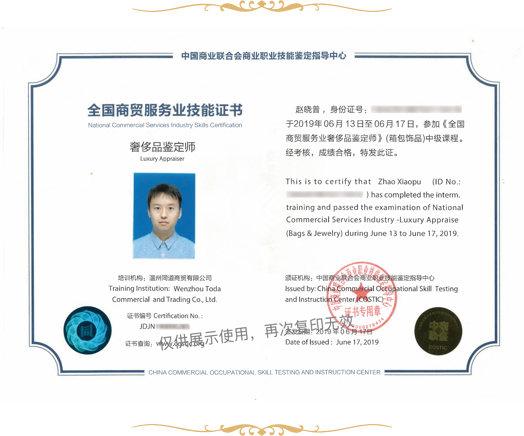 中国商业联合会商业职业技能鉴定指导中心
全国商贸服务业技能证书
National Commercial Services Industry Skills Certification
奢侈品鉴定师
Luxury Appraiser
培训机构：温州同道商贸有限公司
Training Institution: Wenzhou Toda
Commercial and Trading Co., Ltd.
证书编号 Certification No.:
JDJN
证书查询：
赵晓普，身份证号：
于2019年06月13日至06月17日，参加《全国
商贸服务业奢侈品鉴定师》(箱包饰品)中级课程。
经考核，成绩合格，特发此证。
This is to certify that Zhao Xiaopu (ID No.:
) has completed the interm.
training and passed the examination of National
Commercial Services Industry -Luxury Appraise
(Bags & Jewelry) during June 13 to June 17, 2019.
颁证机构：中国商业联合会商业职业技能鉴定指导中心
Issued by: China Commercial Occupational Skill Testing
and Instruction Center (COSTIC)
证书专用章
2019年06月17日
Date of Issued : June 17, 2019
仅供展示使用，再次复印无效
CHINA COMMERCIAL OCCUPATIONAL SKILL TESTING AND INSTRUCTION CENTER